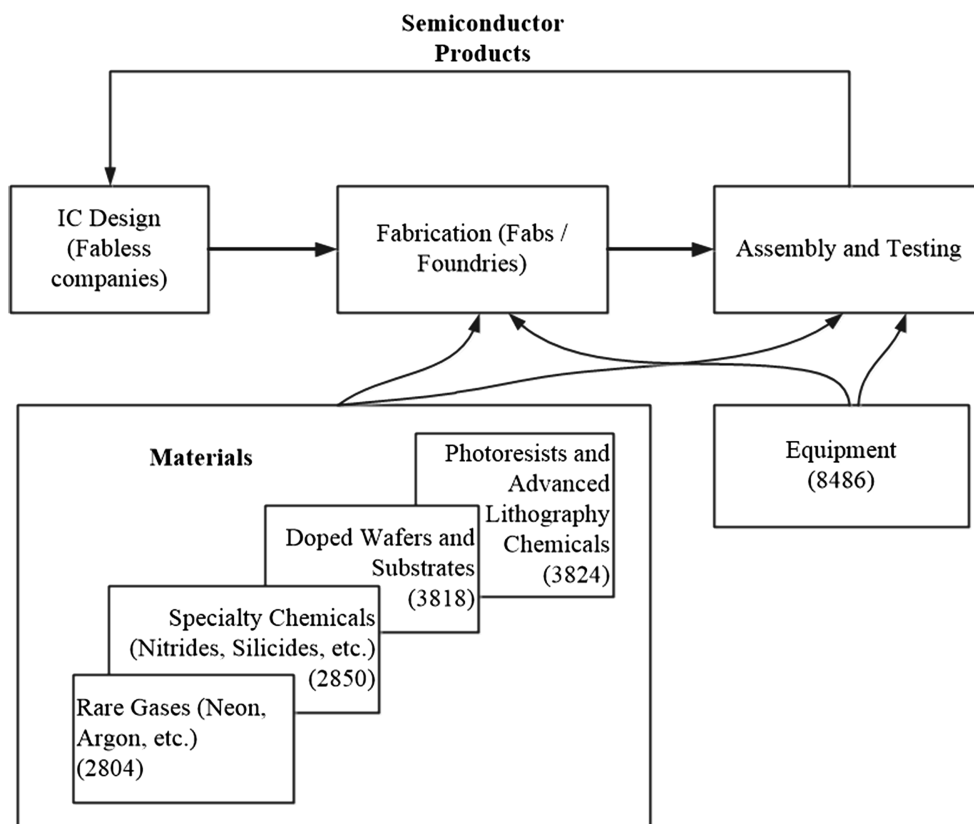 Semiconductor
Products
IC Design
(Fabless
companies)
Fabrication (Fabs /
Foundries)
Assembly and Testing
Materials
Photoresists and
Advanced
Lithography
Chemicals
(3824)
Doped Wafers and
Substrates
(3818)
Specialty Chemicals
(Nitrides, Silicides, etc.)
(2850)
Rare Gases (Neon,
Argon, etc.)
(2804)
Equipment
(8486)